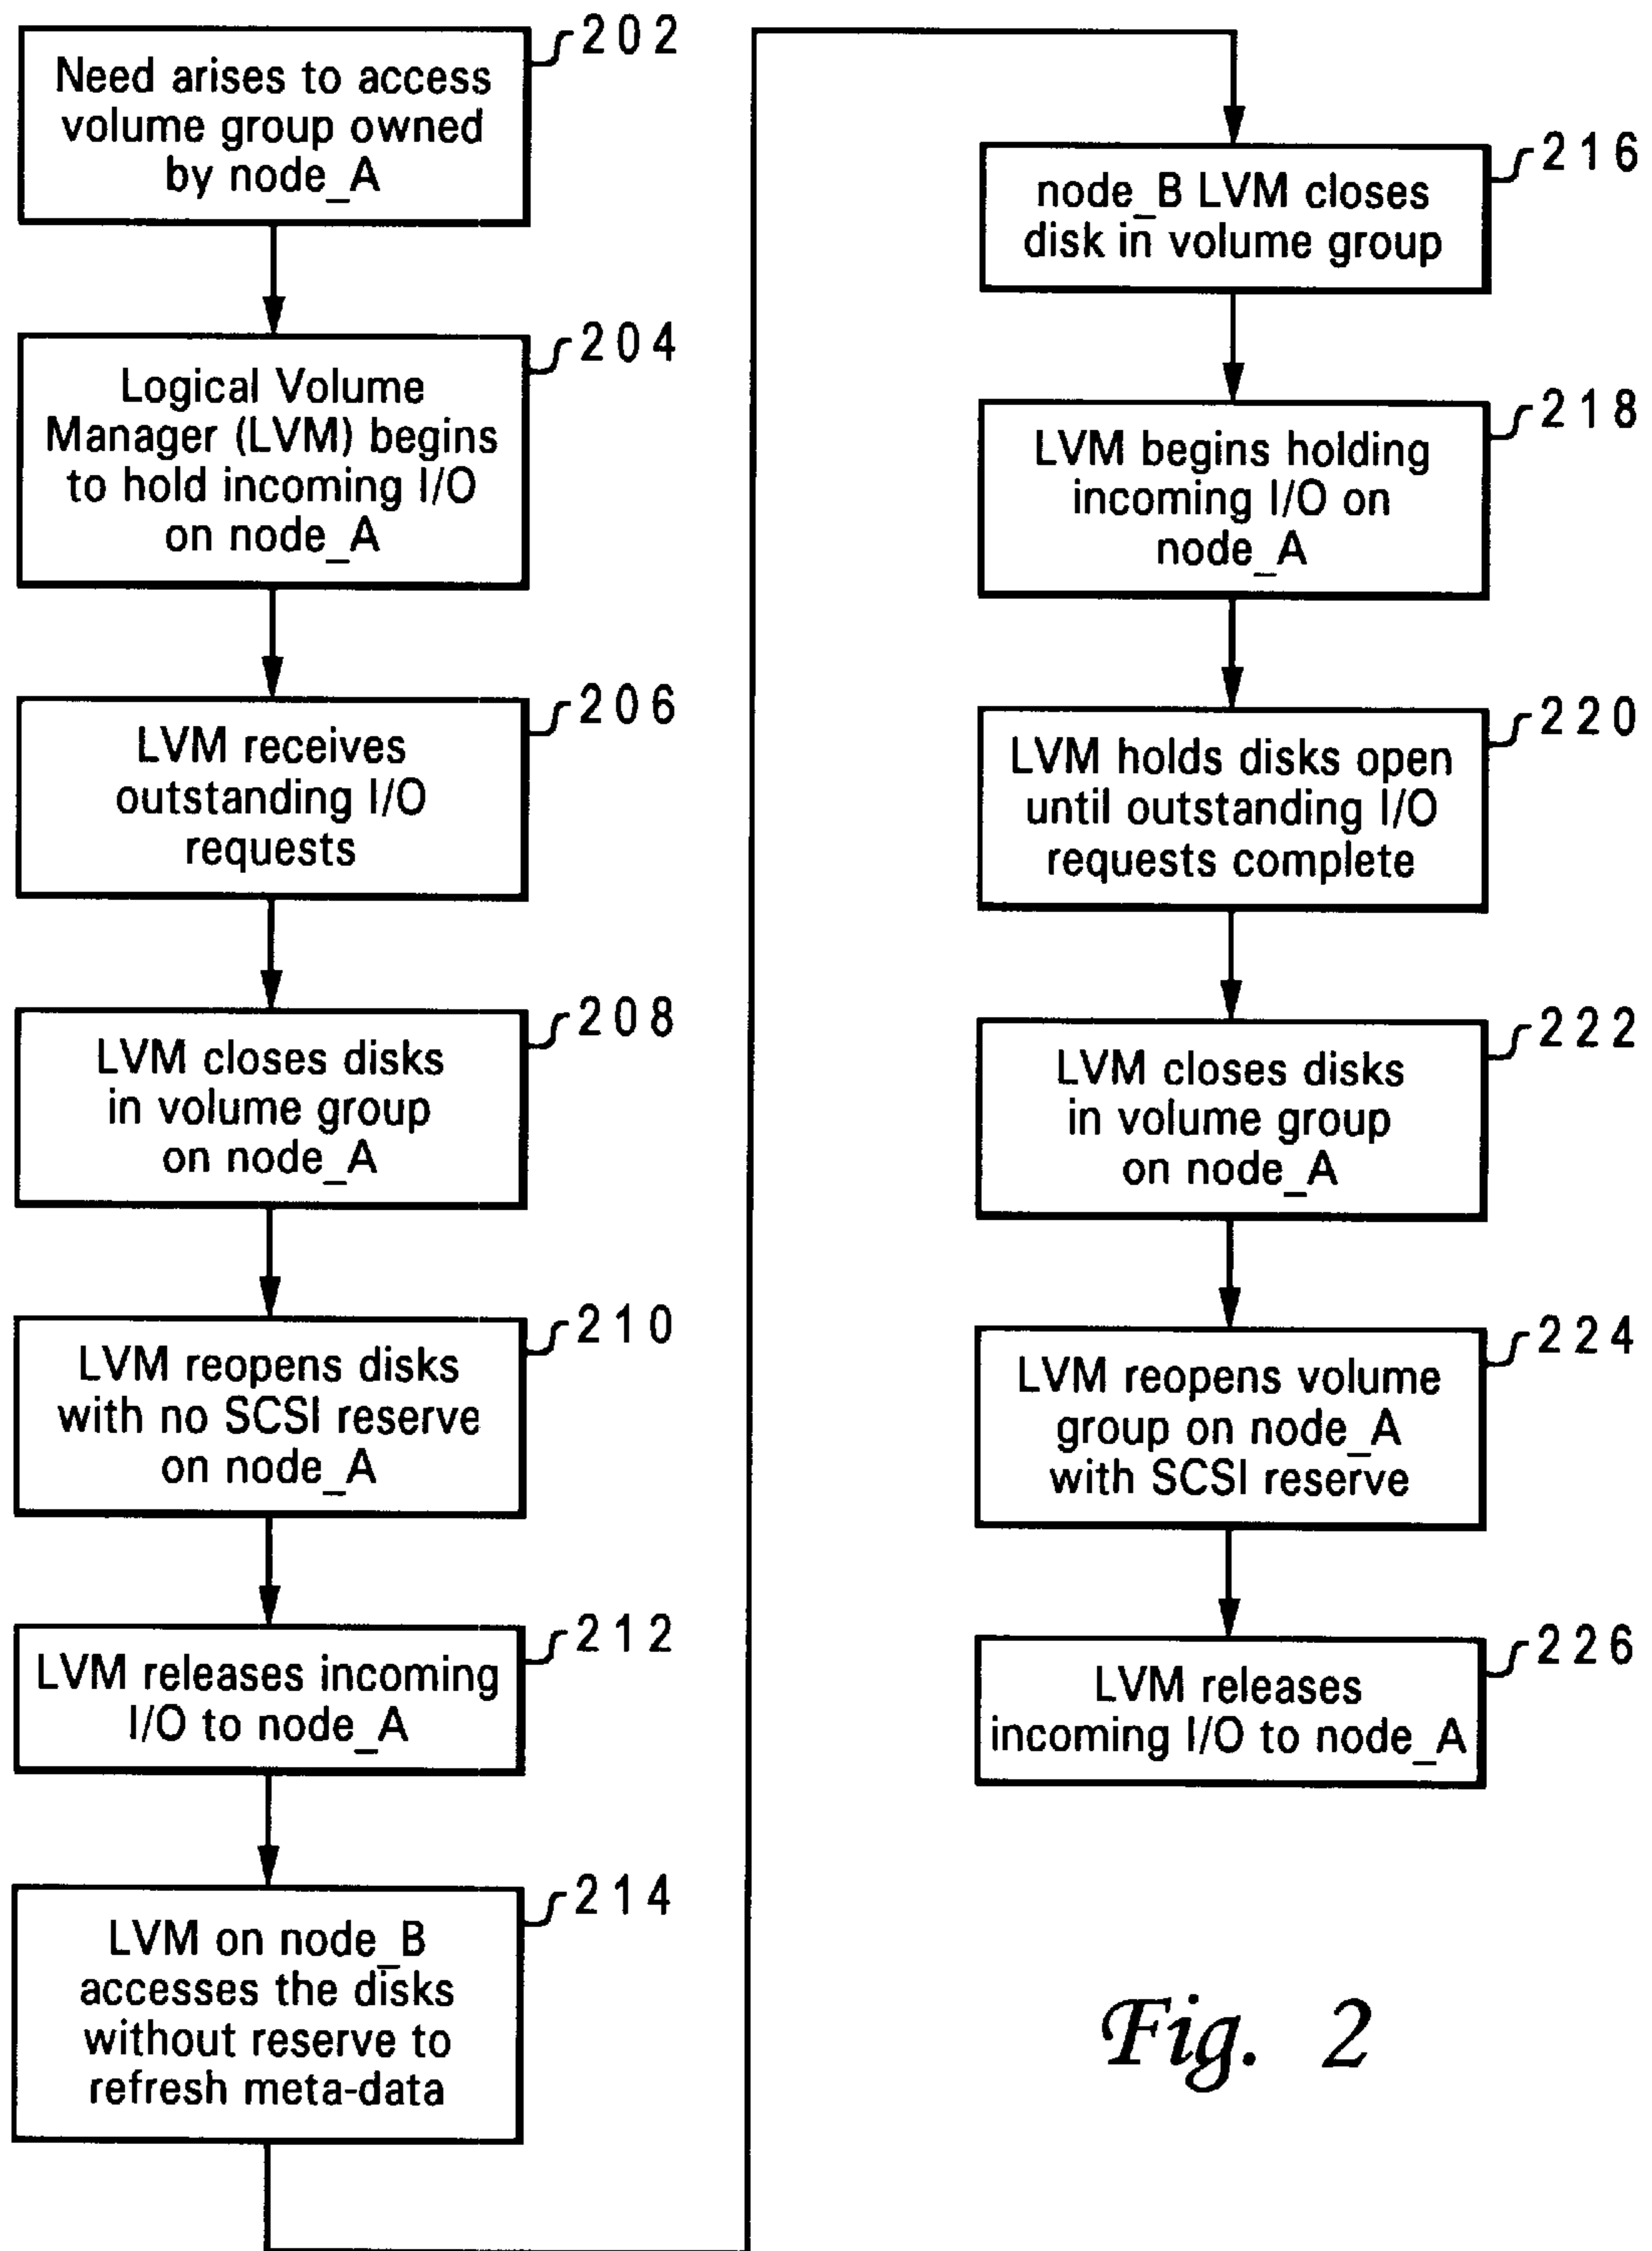 202
Need arises to access
volume group owned
by node_A
204
Logical Volume
Manager (LVM) begins
to hold incoming I/O
on node_A
206
LVM receives
outstanding I/O
requests
208
LVM closes disks
in volume group
on node_A
210
LVM reopens disks
with no SCSI reserve
on node_A
212
LVM releases incoming
I/O to node_A
214
LVM on node_B
accesses the disks
without reserve to
refresh meta-data
216
node_B LVM closes
disk in volume group
218
LVM begins holding
incoming I/O on
node_A
220
LVM holds disks open
until outstanding I/O
requests complete
222
LVM closes disks
in volume group
on node_A
224
LVM reopens volume
group on node_A
with SCSI reserve
226
LVM releases
incoming I/O to node_A
Fig. 2